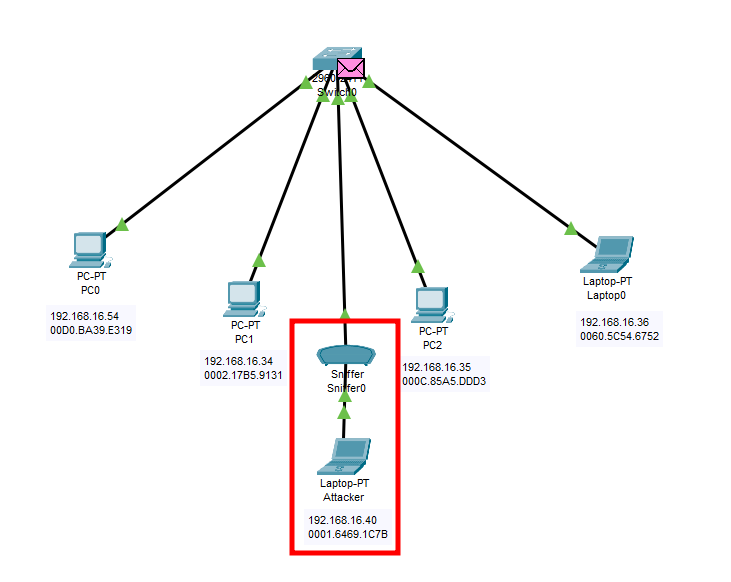 Switch0
PC-PT
PC0
192.168.16.54
00D0.BA39.E319
PC-PT
PC1
192.168.16.34
0002.17B5.9131
Sniffer
Sniffer0
Laptop-PT
Attacker
192.168.16.40
0001.6469.1C7B
PC-PT
PC2
192.168.16.35
000C.85A5.DDD3
Laptop-PT
Laptop0
192.168.16.36
0060.5C54.6752